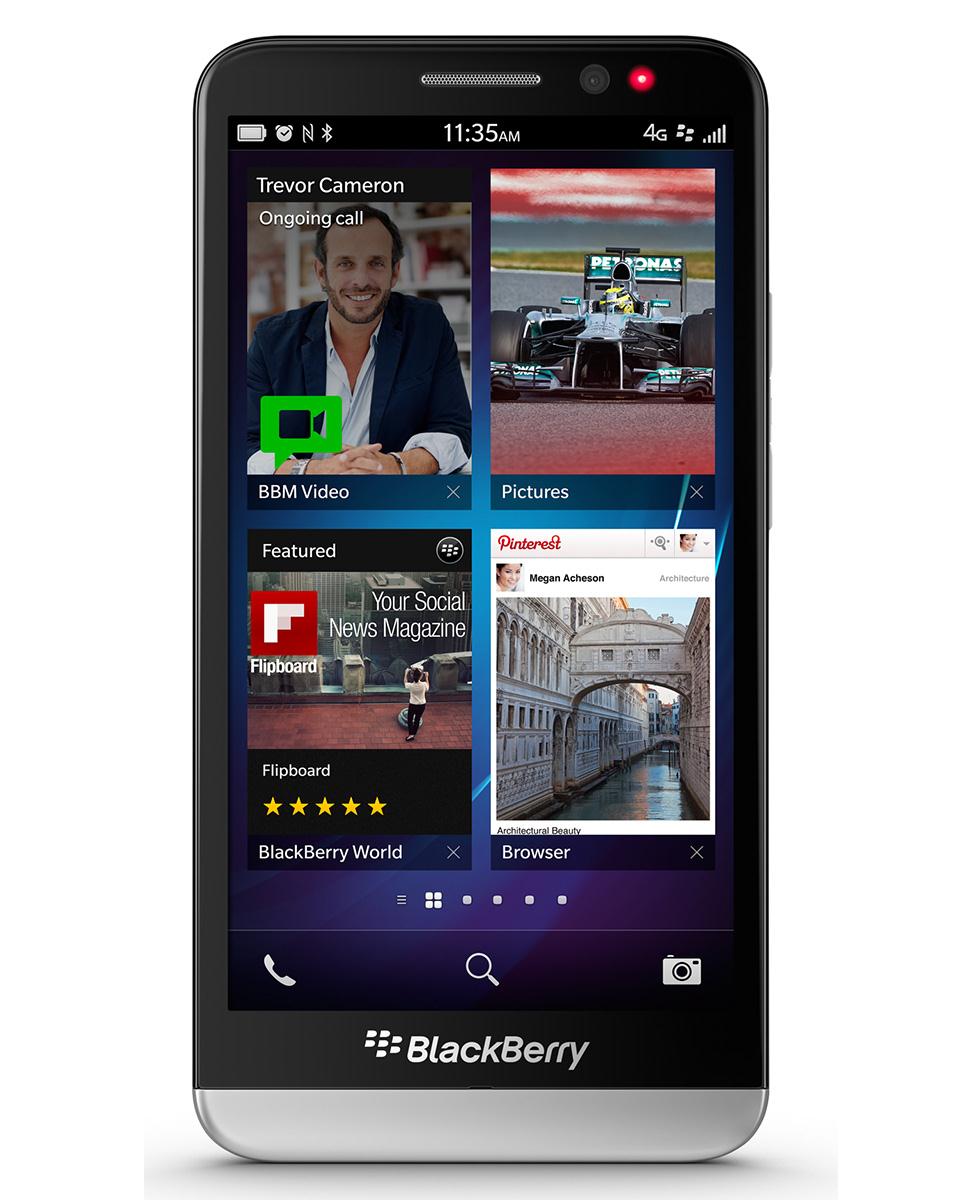 11:35AM
4G
Trevor Cameron
Ongoing call
BBM Video
PETRONAS
PETRONAS
Pictures
Featured
Your Social
News Magazine
Flipboard
Flipboard
BlackBerry World
Pinterest
Megan Acheson
Architecture
Architectural Beauty
Browser
BlackBerry